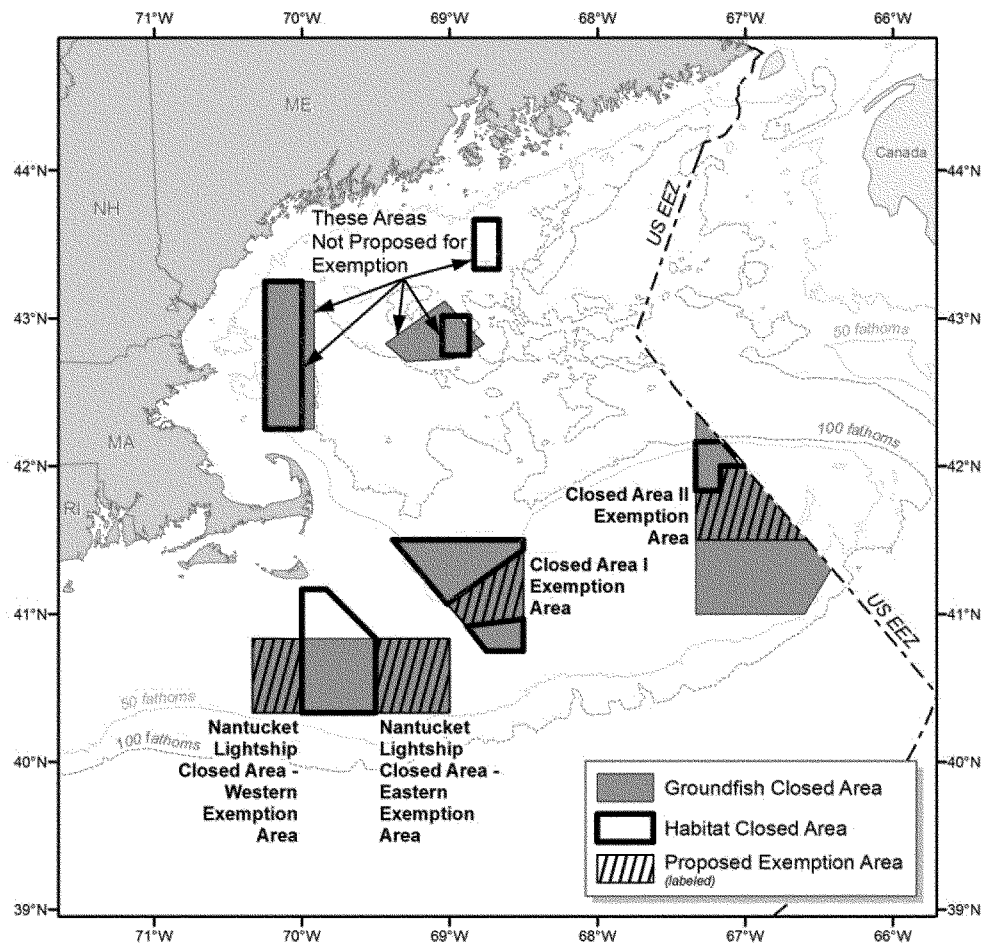 71°W 70°W 69°W 68°W 67°W 66°W
ME
Canada
44°N 44°N
NH
These Areas
Not Proposed for
Exemption
US EEZ
43°N 43°N
50 fathoms
MA
100 fathoms
42°N 42°N
RI
Closed Area II
Exemption
Area
Closed Area I
Exemption
Area
41°N 41°N
US EEZ
50 fathoms
100 fathoms
Nantucket
Lightship
Closed Area -
Western
Exemption
Area
Nantucket
Lightship
Closed Area -
Eastern
Exemption
Area
40°N 40°N
Groundfish Closed Area
Habitat Closed Area
Proposed Exemption Area
(labeled)
39°N 39°N
71°W 70°W 69°W 68°W 67°W 66°W